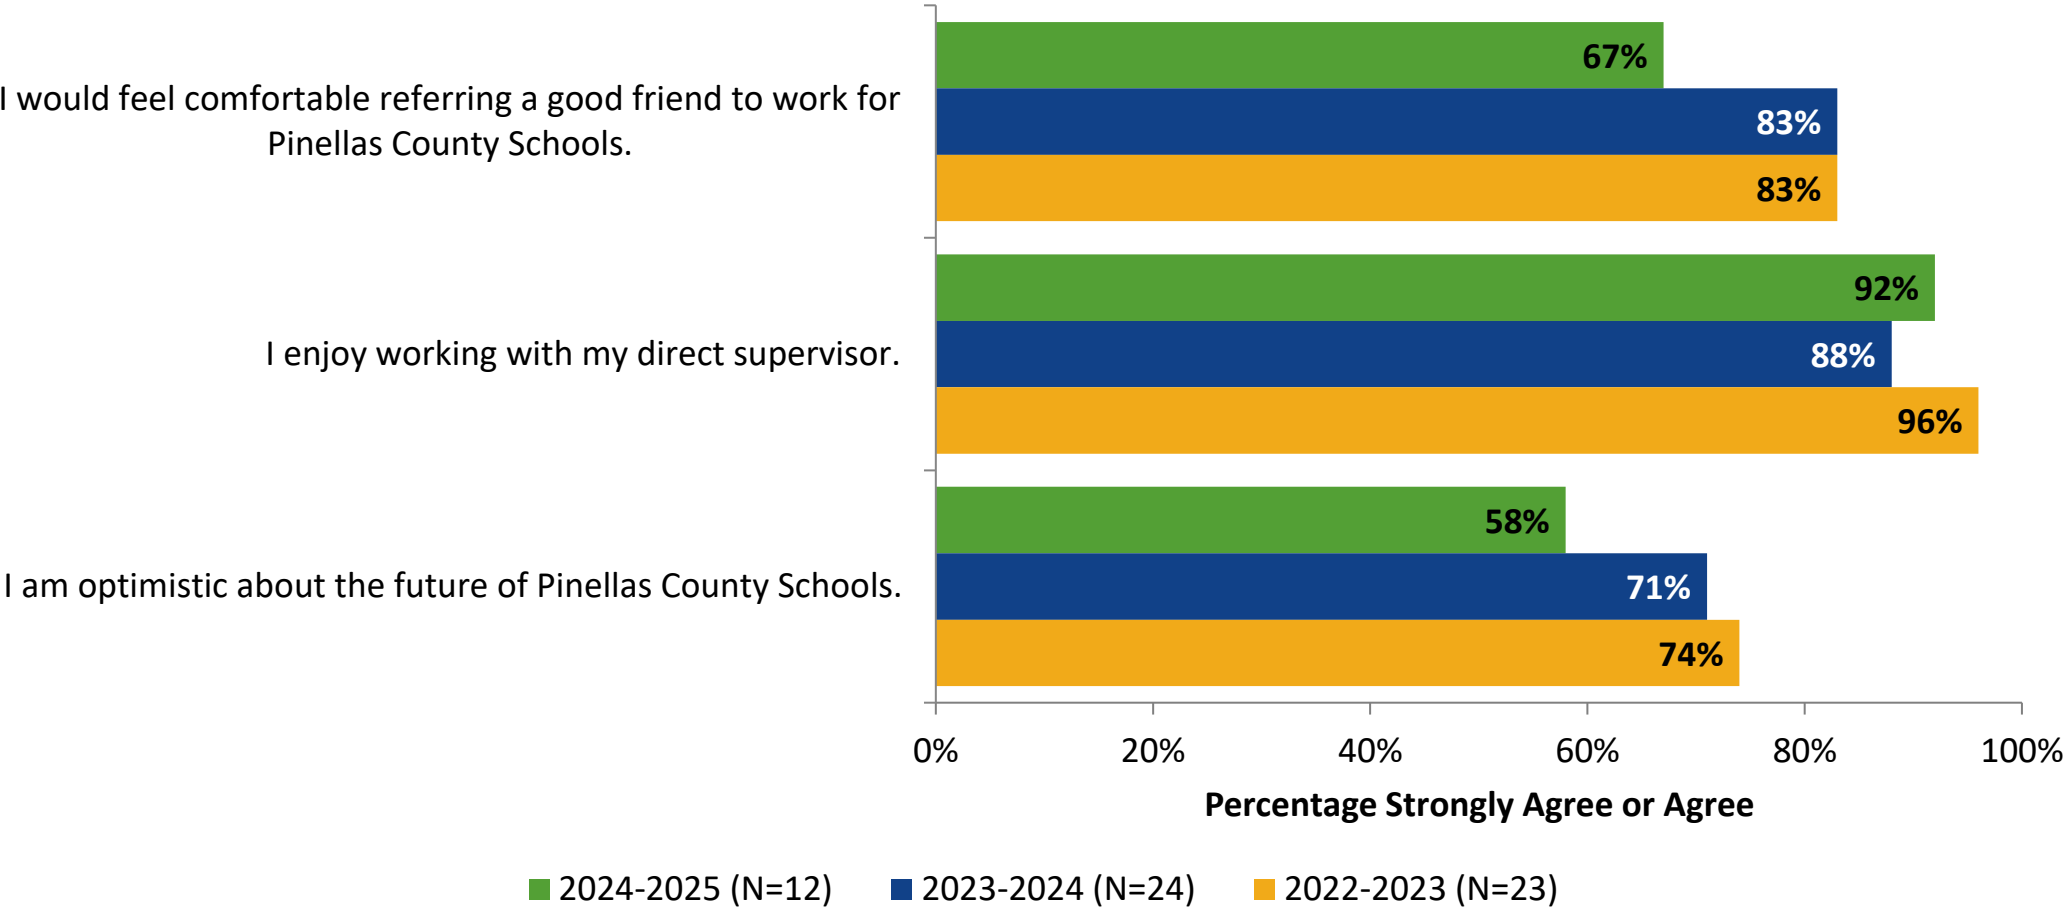 67%
I would feel comfortable referring a good friend to work for
Pinellas County Schools.
83%
83%
92%
I enjoy working with my direct supervisor.
88%
96%
58%
I am optimistic about the future of Pinellas County Schools.
71%
74%
0% 20% 40% 60% 80% 100%
Percentage Strongly Agree or Agree
2024-2025 (N=12) 2023-2024 (N=24) 2022-2023 (N=23)